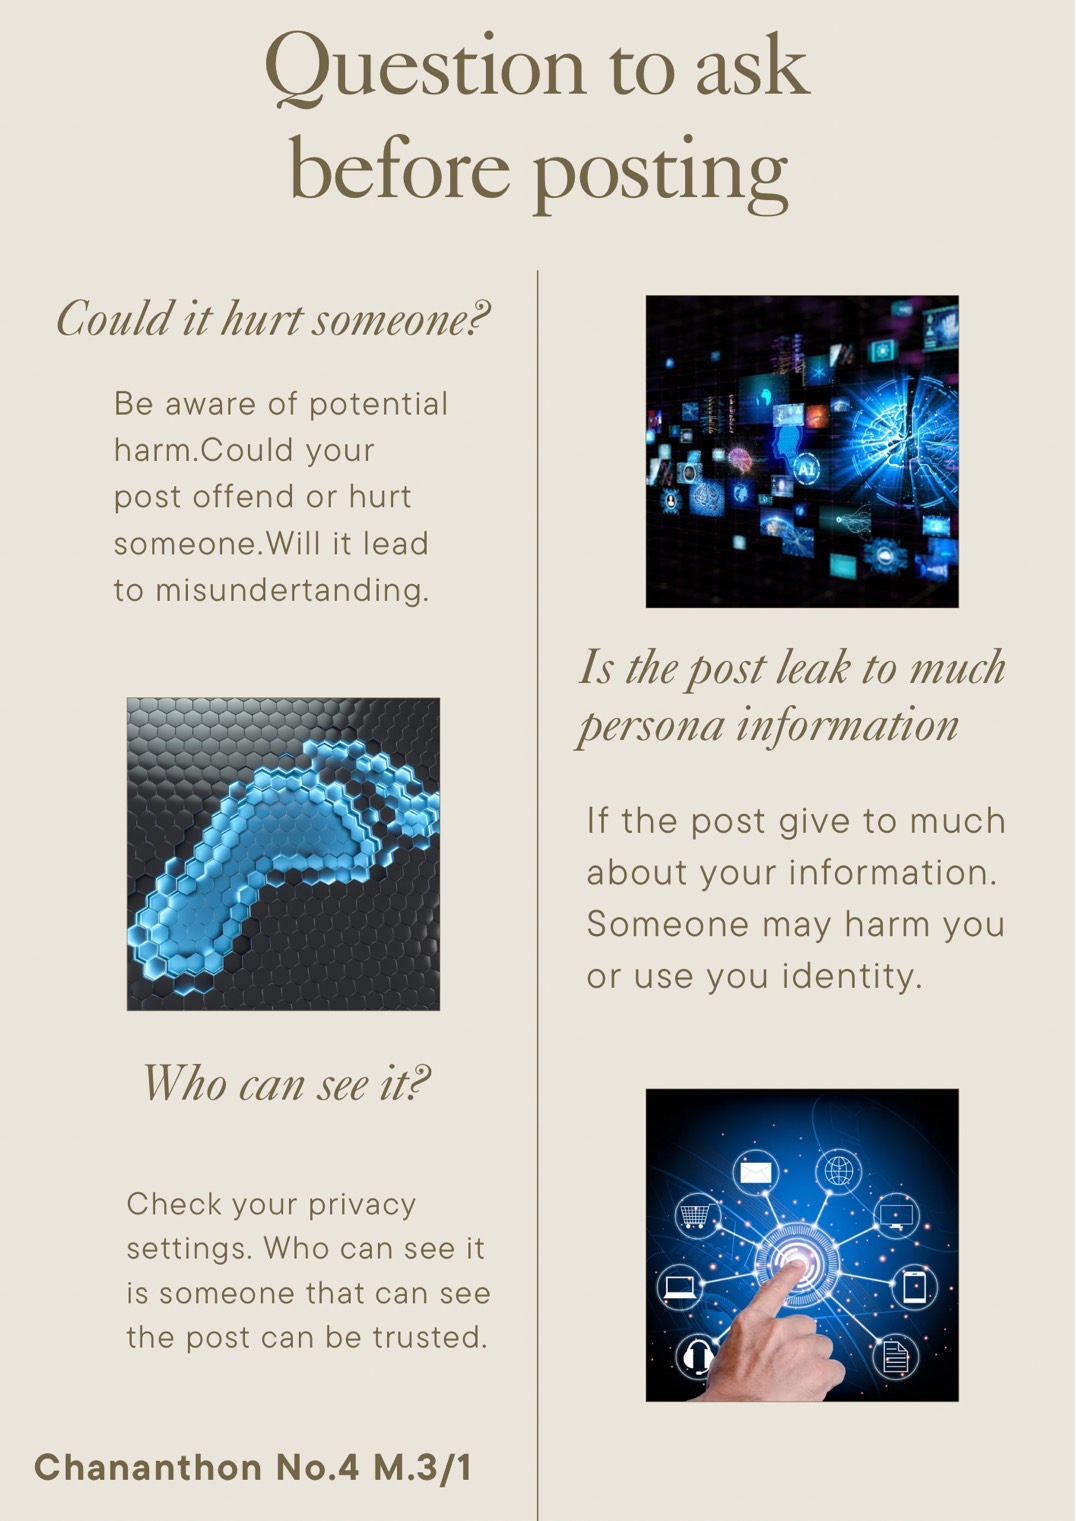 Question to ask
before posting
Could it hurt someone?
Be aware of potential
harm.Could your
post offend or hurt
someone.Will it lead
to misundertanding.
Who can see it?
Check your privacy
settings. Who can see it
is someone that can see
the post can be trusted.
AI
Is the post leak to much
persona information
If the post give to much
about your information.
Someone may harm you
or use you identity.
Chananthon No.4 M.3/1